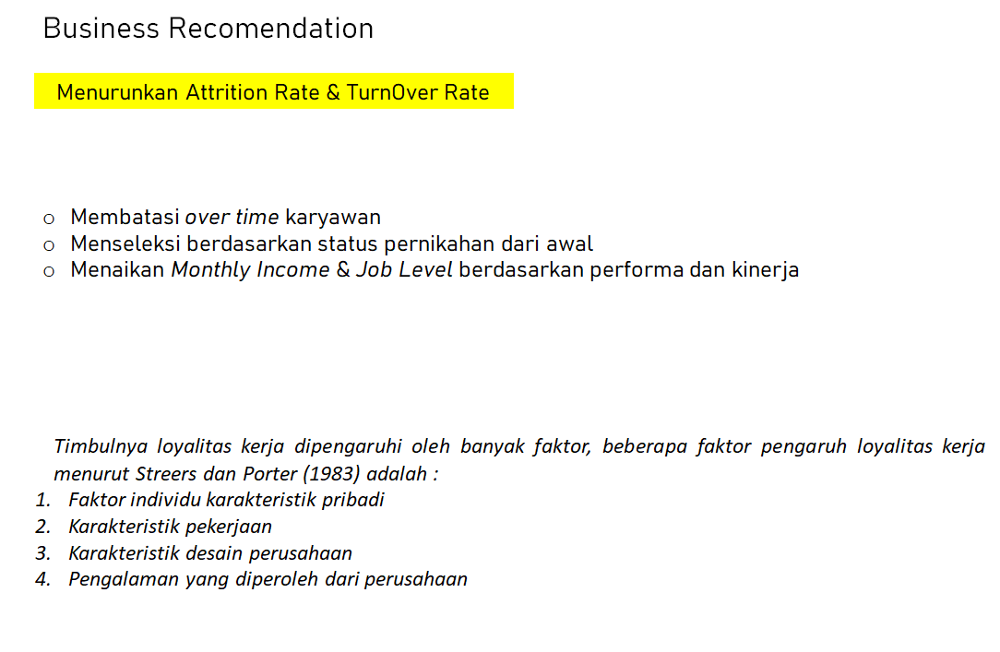 Business Recomendation
Menurunkan Attrition Rate & TurnOver Rate
o Membatasi over time karyawan
o Menseleksi berdasarkan status pernikahan dari awal
o Menaikan Monthly Income & Job Level berdasarkan performa dan kinerja
Timbulnya loyalitas kerja dipengaruhi oleh banyak faktor, beberapa faktor pengaruh loyalitas kerja
menurut Streers dan Porter (1983) adalah :
1. Faktor individu karakteristik pribadi
2. Karakteristik pekerjaan
3. Karakteristik desain perusahaan
4. Pengalaman yang diperoleh dari perusahaan